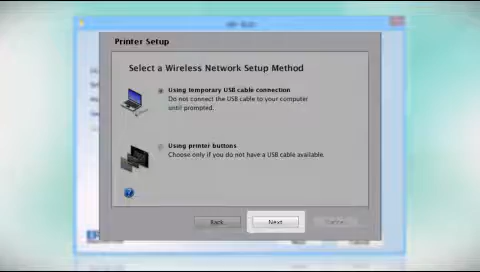 Printer Setup
Select a Wireless Network Setup Method
Using temporary USB cable connection
Do not connect the USB cable to your computer
until prompted.
Using printer buttons
Choose only if you do not have a USB cable available.
Back
Next
Cancel